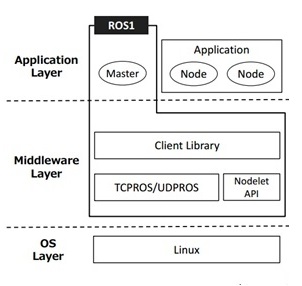 ROS1
Application
Layer
Master
Application
Node
Node
Middleware
Layer
Client Library
TCPROS/UDPROS
Nodelet
API
OS
Layer
Linux